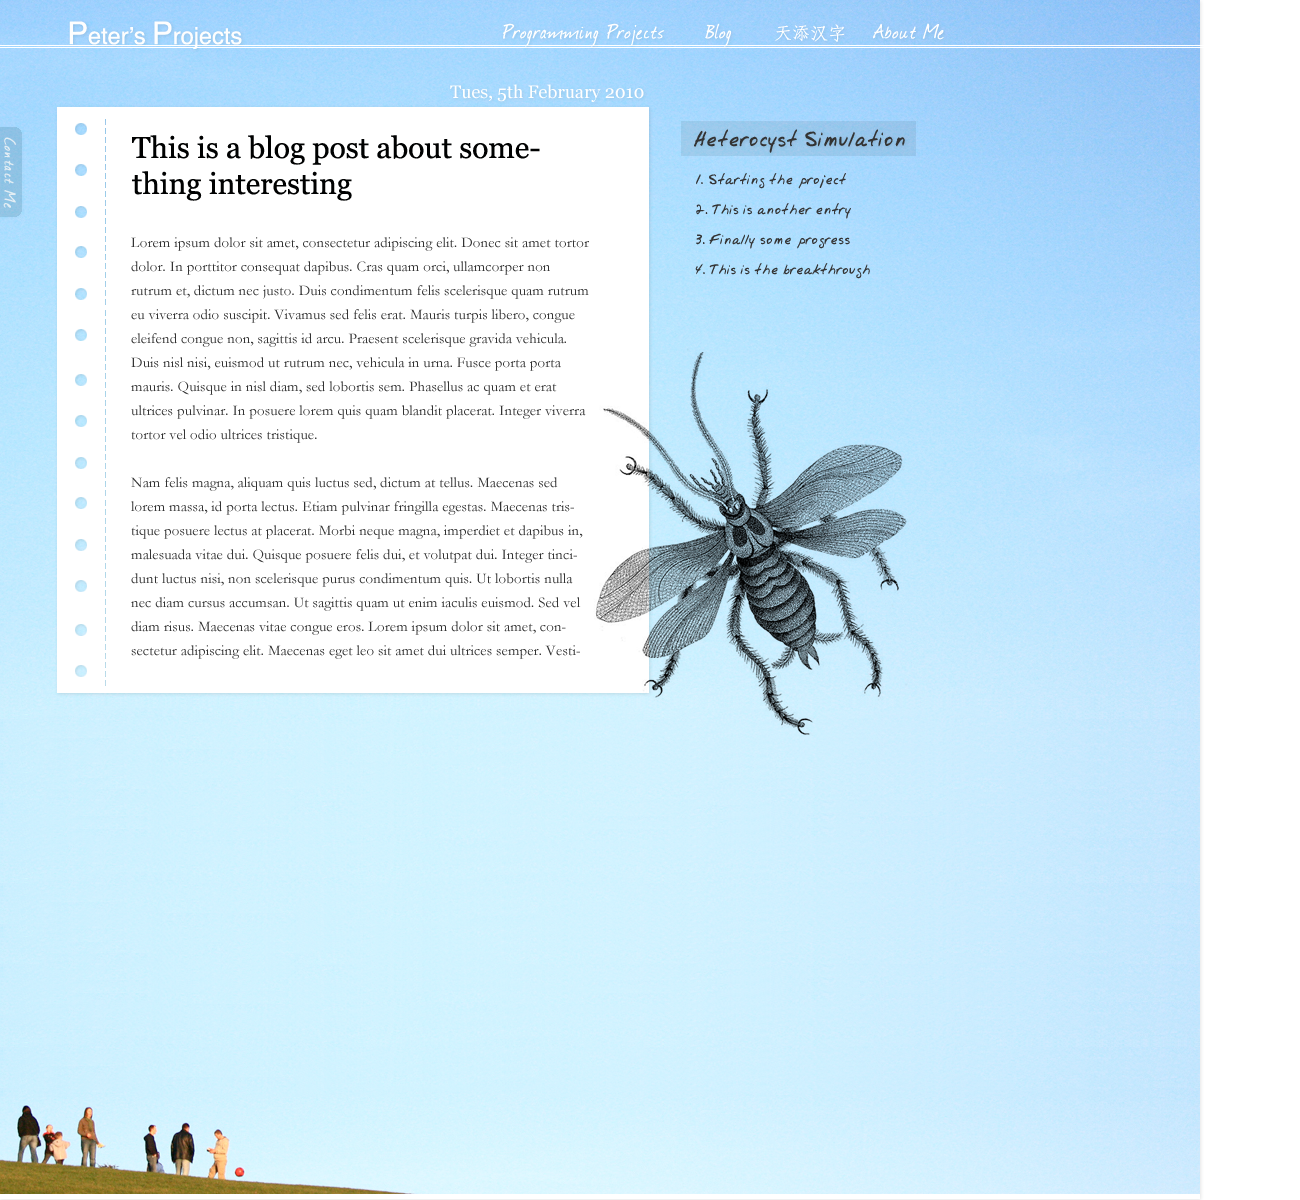 Peter's Projects
Programming Projects Blog 天添汉字 About Me
Tues, 5th February 2010
Contact Me
This is a blog post about some-
thing interesting
Lorem ipsum dolor sit amet, consectetur adipiscing elit. Donec sit amet tortor
dolor. In porttitor consequat dapibus. Cras quam orci, ullamcorper non
rutrum et, dictum nec justo. Duis condimentum felis scelerisque quam rutrum
eu viverra odio suscipit. Vivamus sed felis erat. Mauris turpis libero, congue
eleifend congue non, sagittis id arcu. Praesent scelerisque gravida vehicula.
Duis nisl nisi, euismod ut rutrum nec, vehicula in urna. Fusce porta porta
mauris. Quisque in nisl diam, sed lobortis sem. Phasellus ac quam et erat
ultrices pulvinar. In posuere lorem quis quam blandit placerat. Integer viverra
tortor vel odio ultrices tristique.
Nam felis magna, aliquam quis luctus sed, dictum at tellus. Maecenas sed
lorem massa, id porta lectus. Etiam pulvinar fringilla egestas. Maecenas tris-
tique posuere lectus at placerat. Morbi neque magna, imperdiet et dapibus in,
malesuada vitae dui. Quisque posuere felis dui, et volutpat dui. Integer tinci-
dunt luctus nisi, non scelerisque purus condimentum quis. Ut lobortis nulla
nec diam cursus accumsan. Ut sagittis quam ut enim iaculis euismod. Sed vel
diam risus. Maecenas vitae congue eros. Lorem ipsum dolor sit amet, con-
sectetur adipiscing elit. Maecenas eget leo sit amet dui ultrices semper. Vesti-
Heterocyst Simulation
1. Starting the project
2. This is another entry
3. Finally some progress
4. This is the breakthrough